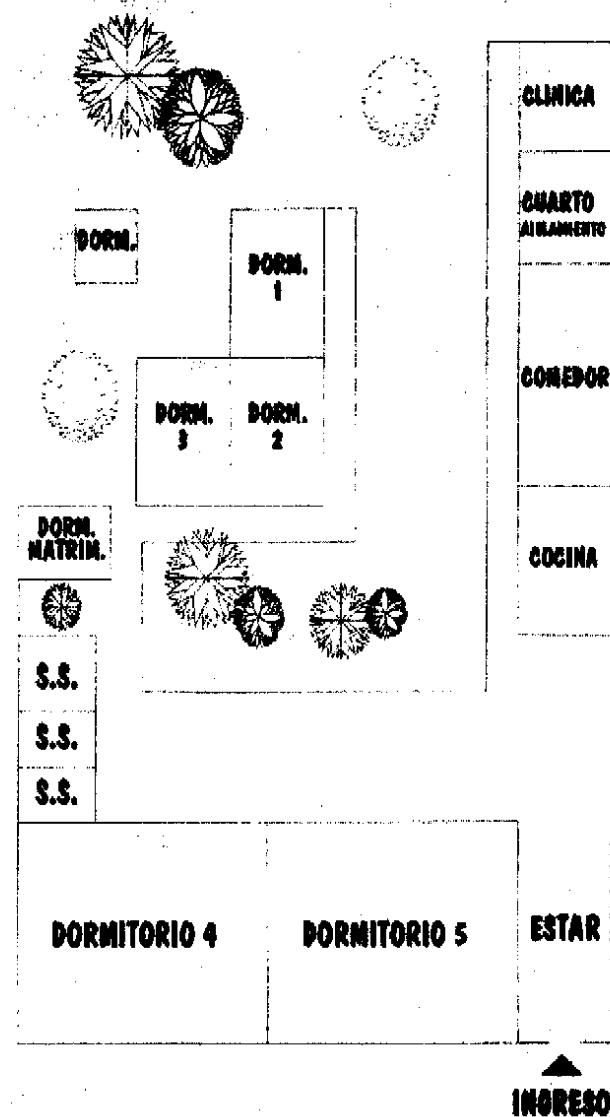 CLINICA
CUARTO
AISLAMIENTO
DORM.
DORM.
1
COMEDOR
DORM.
3
DORM.
2
DORM.
MATRIM.
COCINA
S.S.
S.S.
S.S.
DORMITORIO 4
DORMITORIO 5
ESTAR
INGRESO